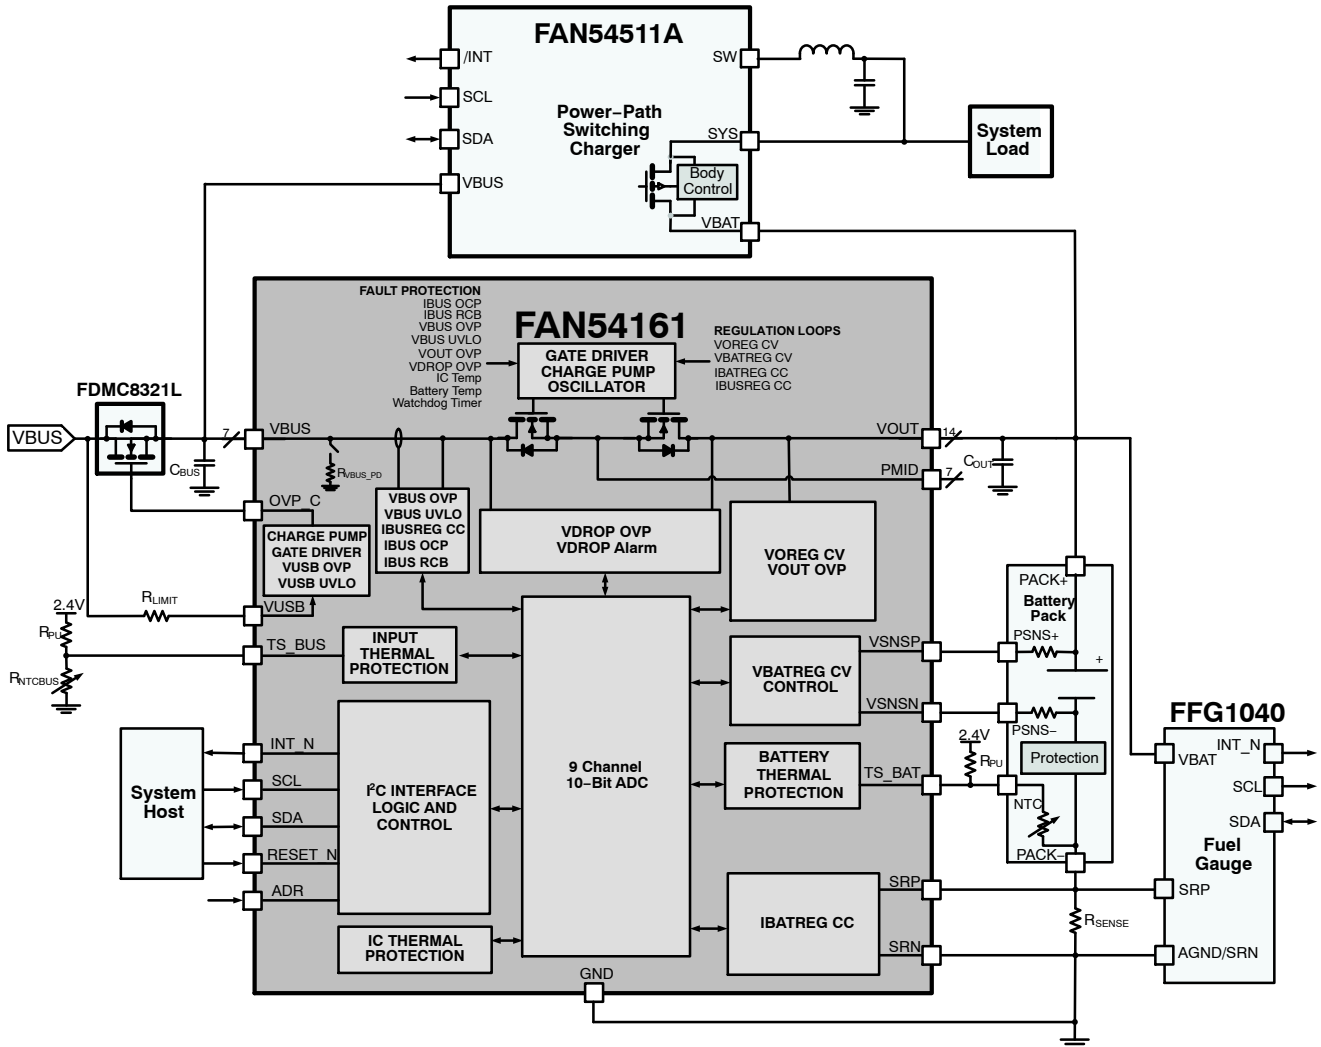 FAN54511A
/INT
SW
SCL
Power–Path
Switching
Charger
SDA
SYS
System
Load
Body
Control
VBUS
VBAT
FAULT PROTECTION
IBUS OCP
IBUS RCB
VBUS OVP
VBUS UVLO
VOUT OVP
VDROP OVP
IC Temp
Battery Temp
Watchdog Timer
FAN54161
GATE DRIVER
CHARGE PUMP
OSCILLATOR
REGULATION LOOPS
VOREG CV
VBATREG CV
IBATREG CC
IBUSREG CC
FDMC8321L
VBUS
7
VBUS
VOUT
14
CBUS
RVBUS_PD
PMID
7
COUT
OVP_C
CHARGE PUMP
GATE DRIVER
VUSB OVP
VUSB UVLO
VBUS OVP
VBUS UVLO
IBUSREG CC
IBUS OCP
IBUS RCB
VDROP OVP
VDROP Alarm
VOREG CV
VOUT OVP
PACK+
Battery
Pack
RLIMIT
VUSB
2.4V
RPU
TS_BUS
RNTCBUS
INPUT
THERMAL
PROTECTION
VBATREG CV
CONTROL
VSNSP
VSNSN
PSNS+
+
PSNS–
Protection
NTC
PACK–
FFG1040
VBAT
INT_N
SCL
SDA
Fuel
Gauge
SRP
AGND/SRN
System
Host
INT_N
SCL
SDA
RESET_N
ADR
I²C INTERFACE
LOGIC AND
CONTROL
9 Channel
10–Bit ADC
BATTERY
THERMAL
PROTECTION
TS_BAT
2.4V
RPU
IC THERMAL
PROTECTION
IBATREG CC
SRP
SRN
RSENSE
GND